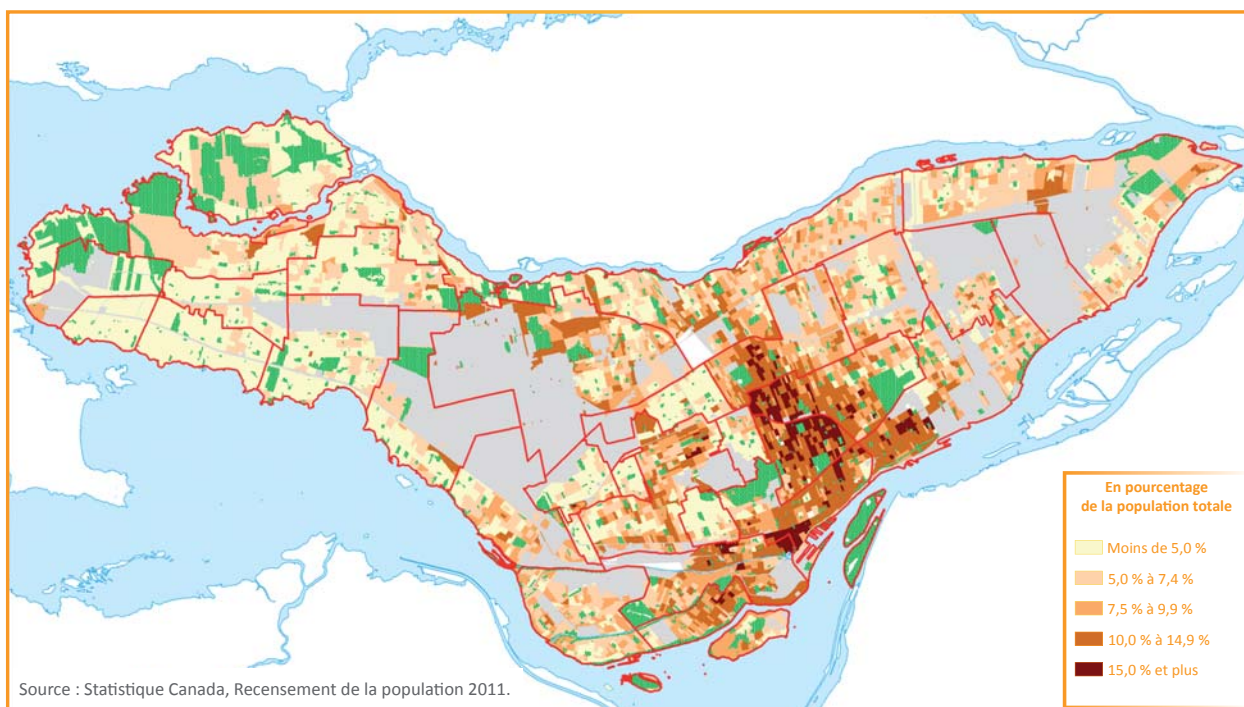 En pourcentage
de la population totale
Moins de 5,0 %
5,0 % à 7,4 %
7,5 % à 9,9 %
10,0 % à 14,9 %
15,0 % et plus
Source : Statistique Canada, Recensement de la population 2011.